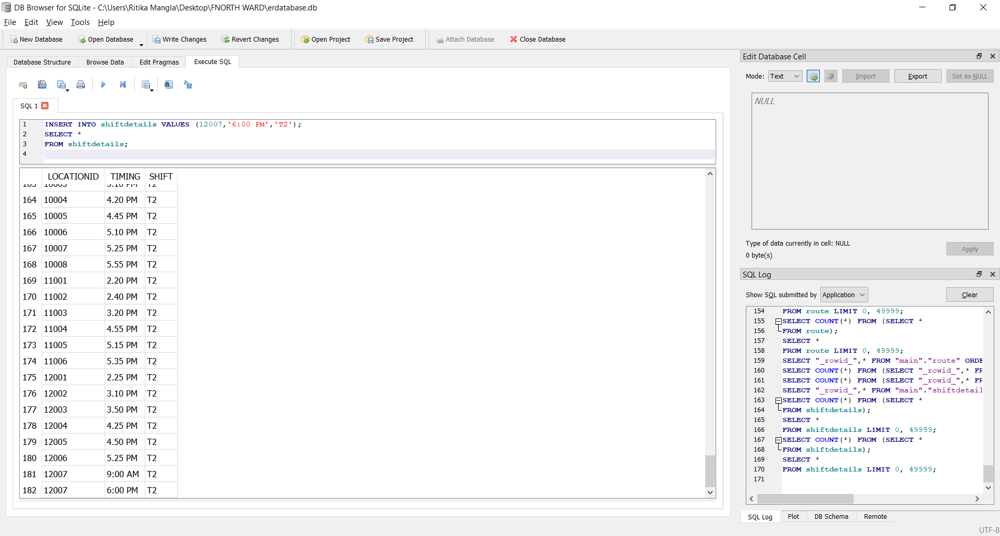 DB Browser for SQLite - C:\Users\Ritika Mangla\Desktop\FNORTH WARD\erdatabase.db
File Edit View Tools Help
New Database Open Database Write Changes Revert Changes Open Project Save Project Attach Database Close Database
Database Structure Browse Data Edit Pragmas Execute SQL
SQL 1
1 INSERT INTO shiftdetails VALUES (12007,'6:00 PM','T2');
2 SELECT *
3 FROM shiftdetails;
4
LOCATIONID TIMING SHIFT
163 10003 3.10 PM T2
164 10004 4.20 PM T2
165 10005 4.45 PM T2
166 10006 5.10 PM T2
167 10007 5.25 PM T2
168 10008 5.55 PM T2
169 11001 2.20 PM T2
170 11002 2.40 PM T2
171 11003 3.20 PM T2
172 11004 4.55 PM T2
173 11005 5.15 PM T2
174 11006 5.35 PM T2
175 12001 2.25 PM T2
176 12002 3.10 PM T2
177 12003 3.50 PM T2
178 12004 4.25 PM T2
179 12005 4.50 PM T2
180 12006 5.25 PM T2
181 12007 9:00 AM T2
182 12007 6:00 PM T2
Edit Database Cell
Mode: Text Import Export Set as NULL
NULL
Type of data currently in cell: NULL
0 byte(s)
Apply
SQL Log
Show SQL submitted by Application Clear
154 FROM route LIMIT 0, 49999;
155 SELECT COUNT(*) FROM (SELECT *
156 FROM route);
157 SELECT *
158 FROM route LIMIT 0, 49999;
159 SELECT "_rowid_",* FROM "main"."route" ORDE
160 SELECT COUNT(*) FROM (SELECT "_rowid_",* FR
161 SELECT COUNT(*) FROM (SELECT "_rowid_",* FR
162 SELECT "_rowid_",* FROM "main"."shiftdetail
163 SELECT COUNT(*) FROM (SELECT *
164 FROM shiftdetails);
165 SELECT *
166 FROM shiftdetails LIMIT 0, 49999;
167 SELECT COUNT(*) FROM (SELECT *
168 FROM shiftdetails);
169 SELECT *
170 FROM shiftdetails LIMIT 0, 49999;
171
SQL Log Plot DB Schema Remote
UTF-8